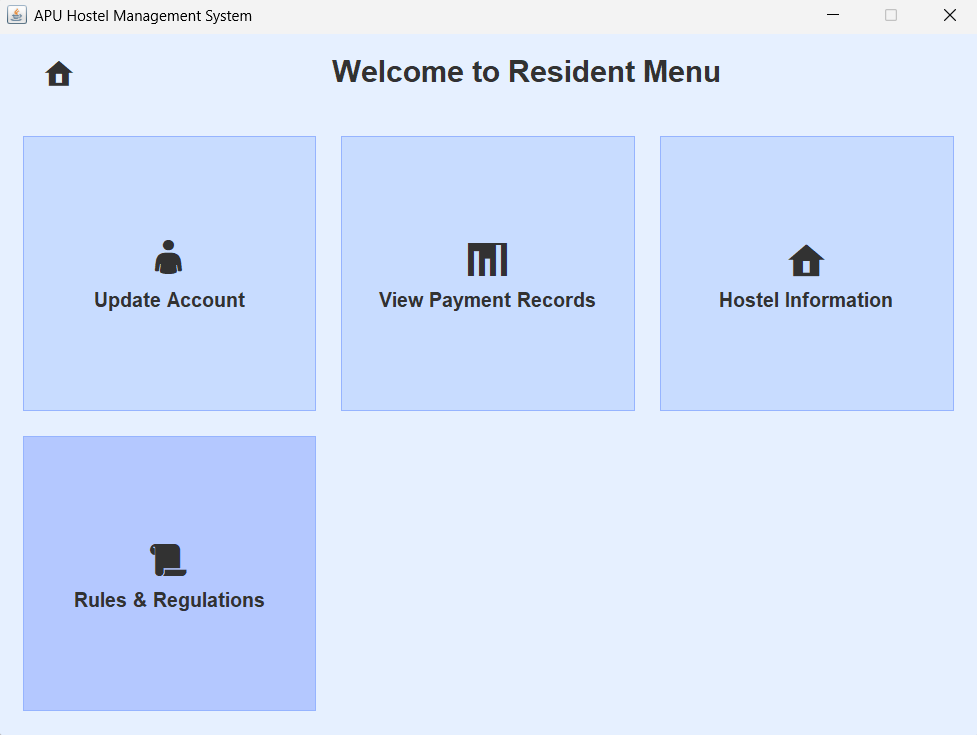 APU Hostel Management System
Welcome to Resident Menu
Update Account
View Payment Records
Hostel Information
Rules & Regulations